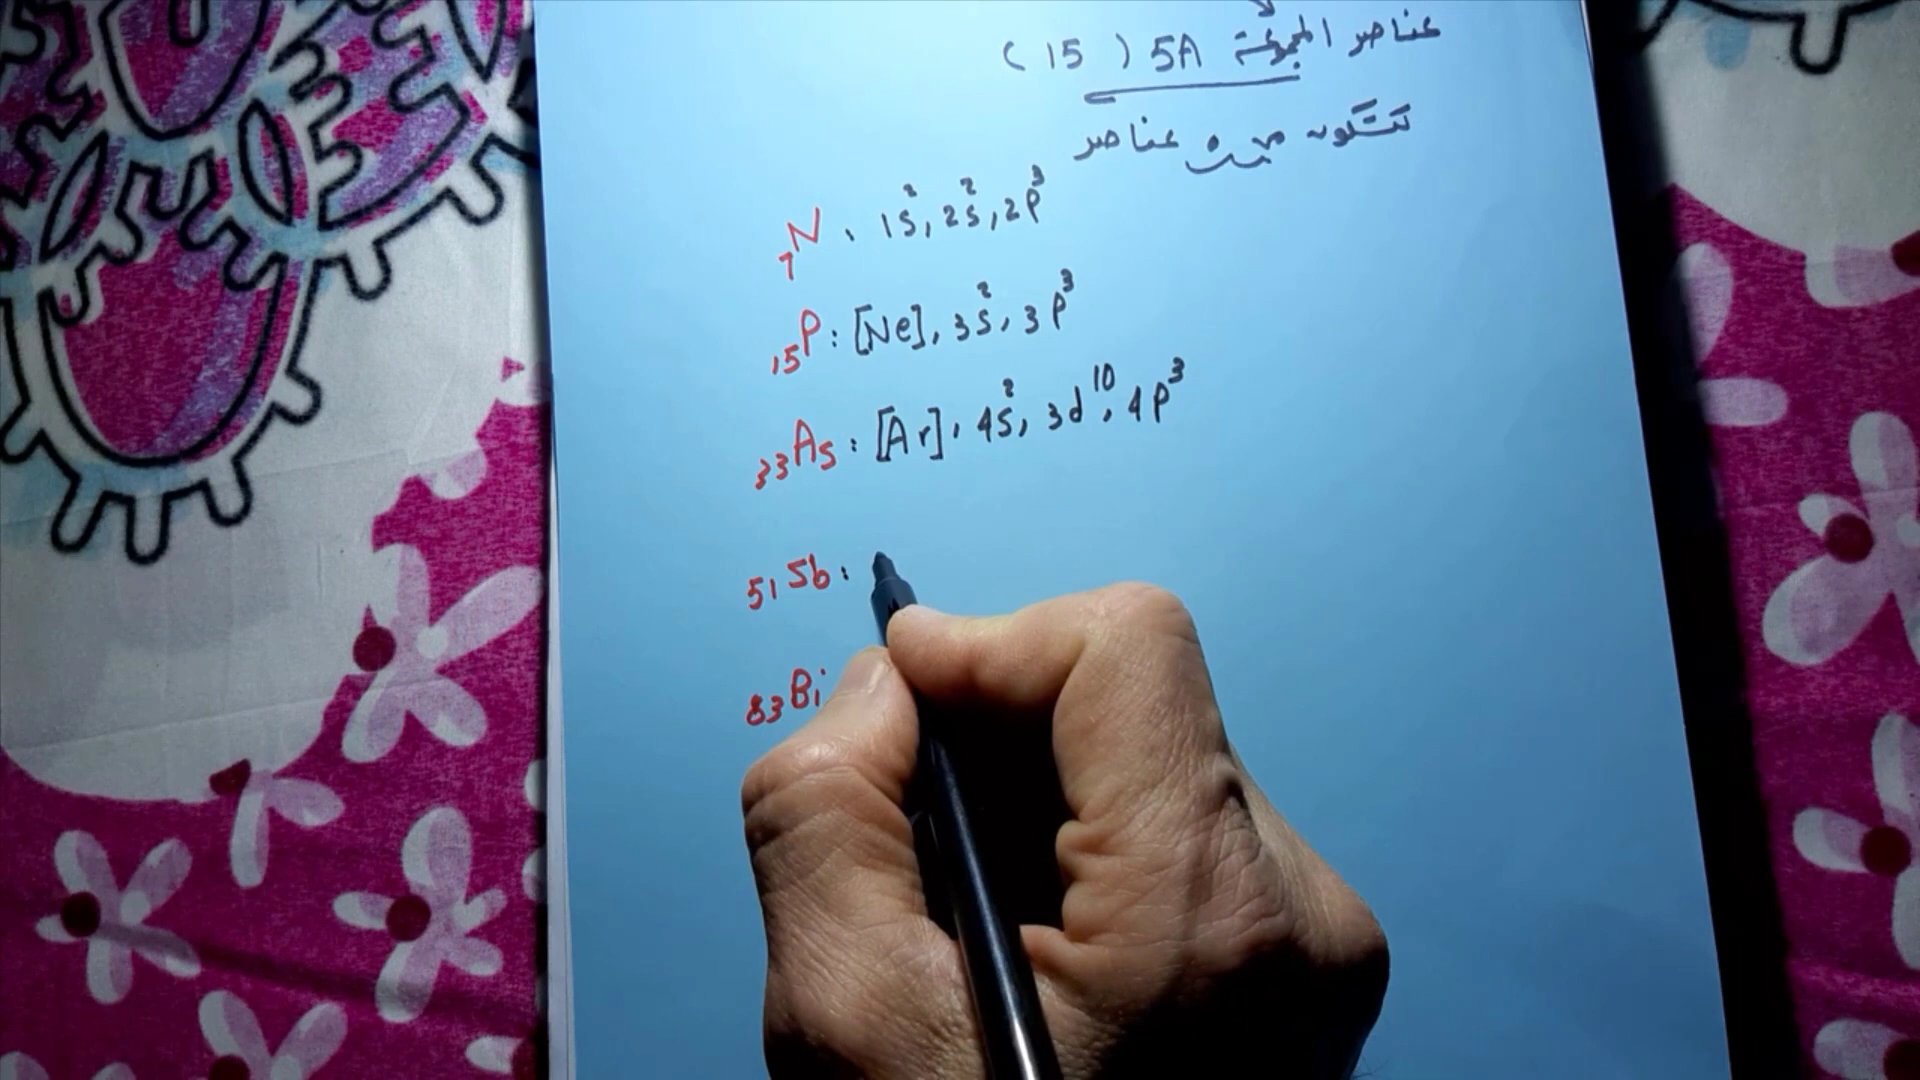 عناصر المجموعة 5A ( 15 )
تتكون من 5 عناصر
₇N : 1s², 2s², 2p³
₁₅P : [Ne], 3s², 3p³
₃₃As : [Ar], 4s², 3d¹⁰, 4p³
₅₁Sb :
₈₃Bi